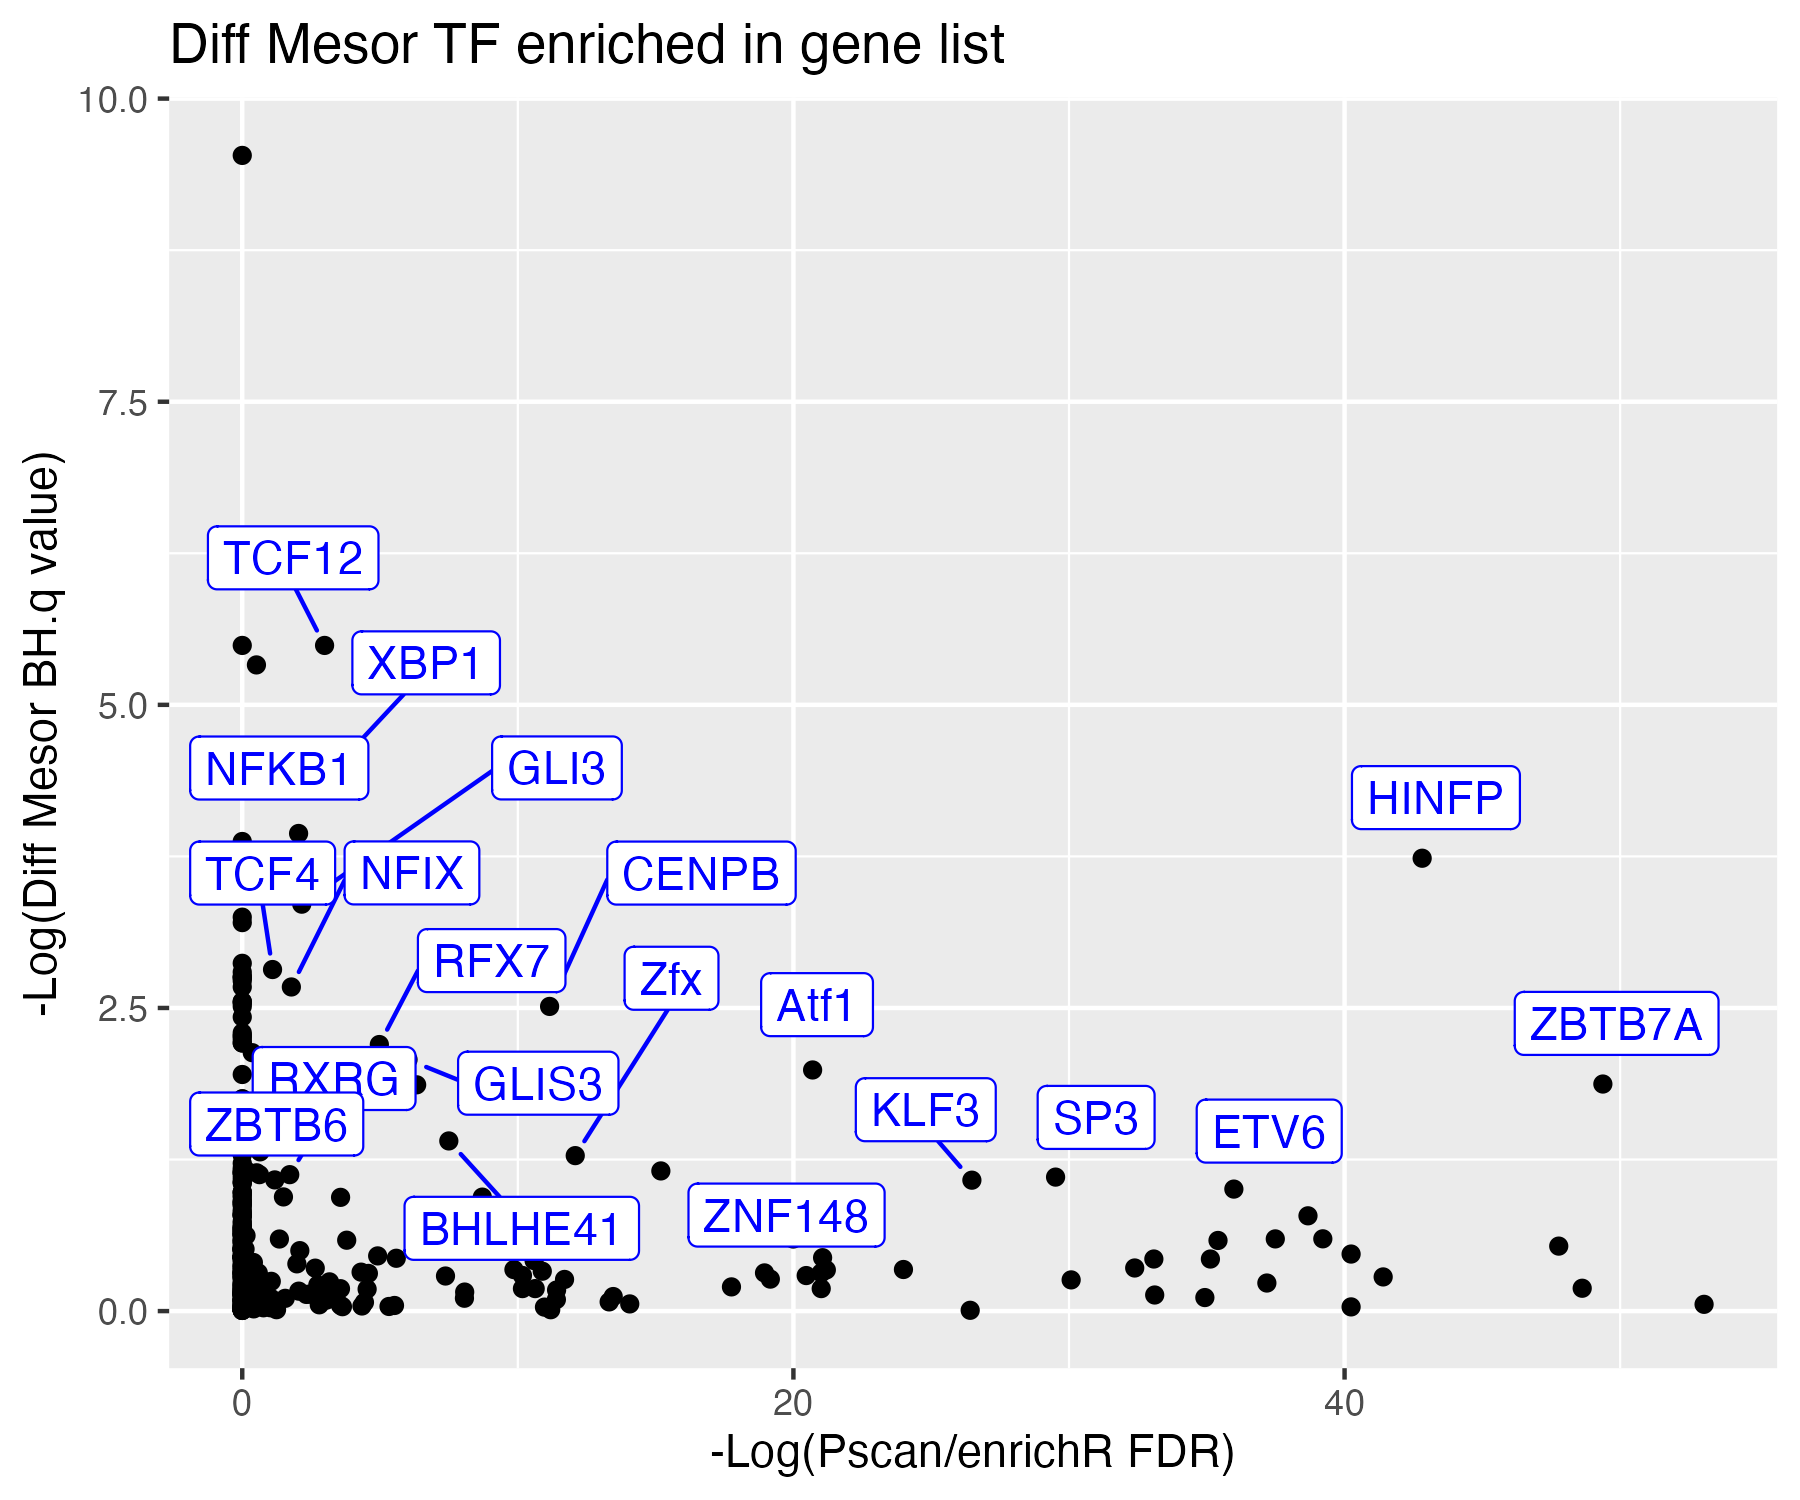 Diff Mesor TF enriched in gene list
10.0
7.5
5.0
2.5
0.0
-Log(Diff Mesor BH.q value)
TCF12
XBP1
NFKB1
GLI3
HINFP
TCF4
NFIX
CENPB
RFX7
Zfx
Atf1
ZBTB7A
RXRG
GLIS3
KLF3
SP3
ETV6
ZBTB6
BHLHE41
ZNF148
0
20
40
-Log(Pscan/enrichR FDR)